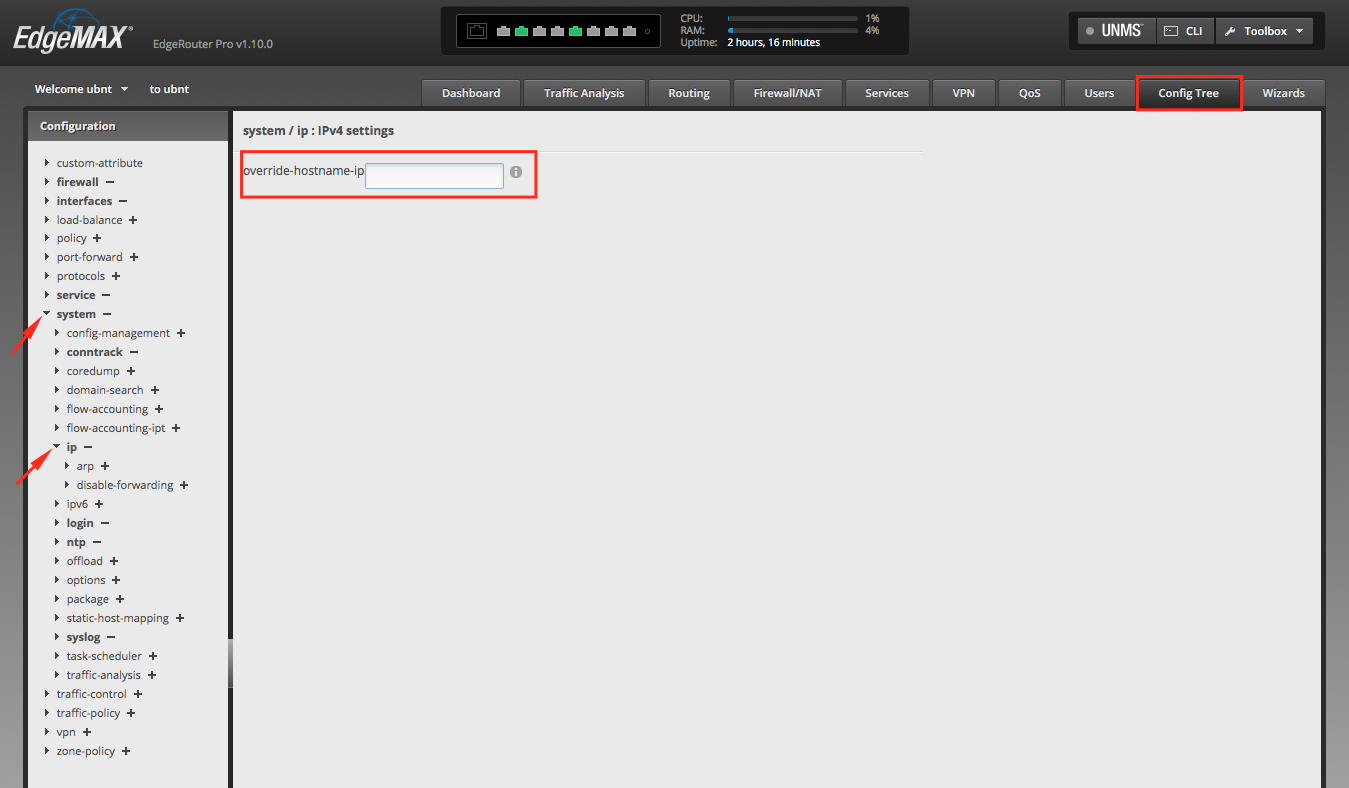 EdgeMAX®
EdgeRouter Pro v1.10.0
CPU: 1%
RAM: 4%
Uptime: 2 hours, 16 minutes
UNMS™
CLI
Toolbox
Welcome ubnt
to ubnt
Dashboard
Traffic Analysis
Routing
Firewall/NAT
Services
VPN
QoS
Users
Config Tree
Wizards
Configuration
custom-attribute
firewall −
interfaces −
load-balance +
policy +
port-forward +
protocols +
service −
system −
config-management +
conntrack −
coredump +
domain-search +
flow-accounting +
flow-accounting-ipt +
ip −
arp +
disable-forwarding +
ipv6 +
login −
ntp −
offload +
options +
package +
static-host-mapping +
syslog −
task-scheduler +
traffic-analysis +
traffic-control +
traffic-policy +
vpn +
zone-policy +
system / ip : IPv4 settings
override-hostname-ip